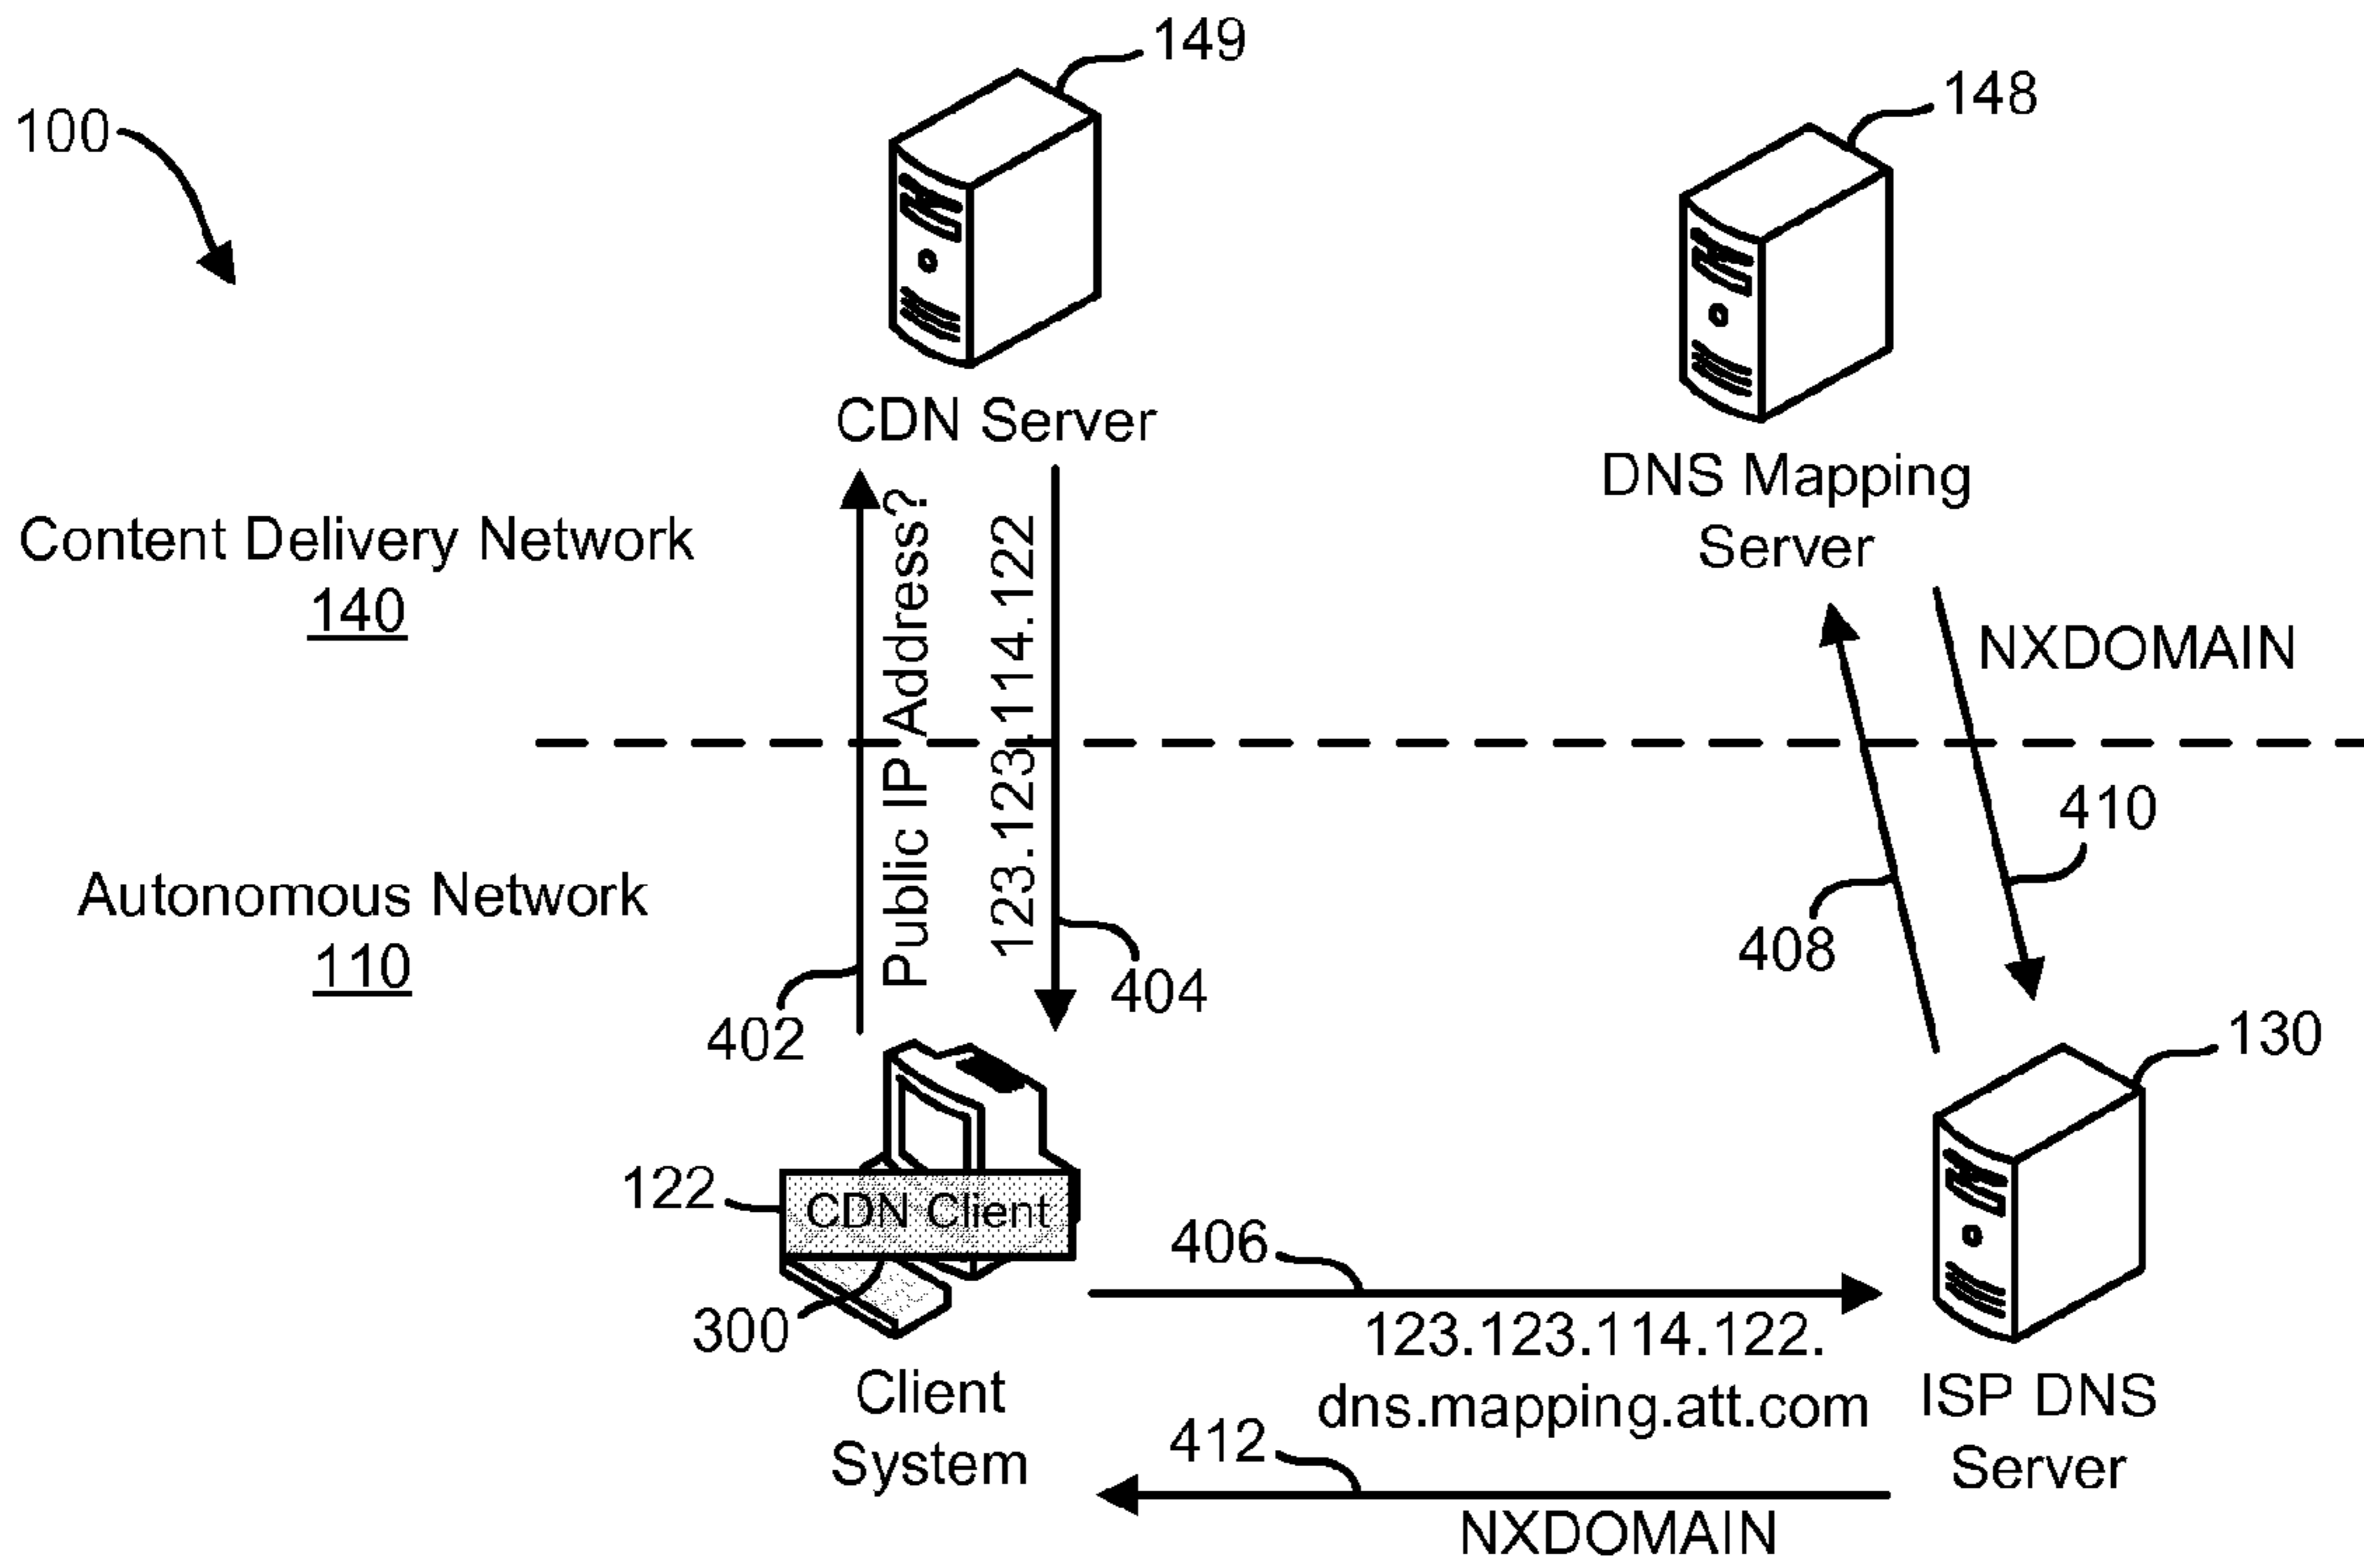 149
148
100
CDN Server
DNS Mapping
Server
Content Delivery Network
140
Public IP Address?
123.123.114.122
NXDOMAIN
410
408
Autonomous Network
110
404
402
130
122
CDN Client
406
300
123.123.114.122.
dns.mapping.att.com
Client
System
ISP DNS
Server
412
NXDOMAIN